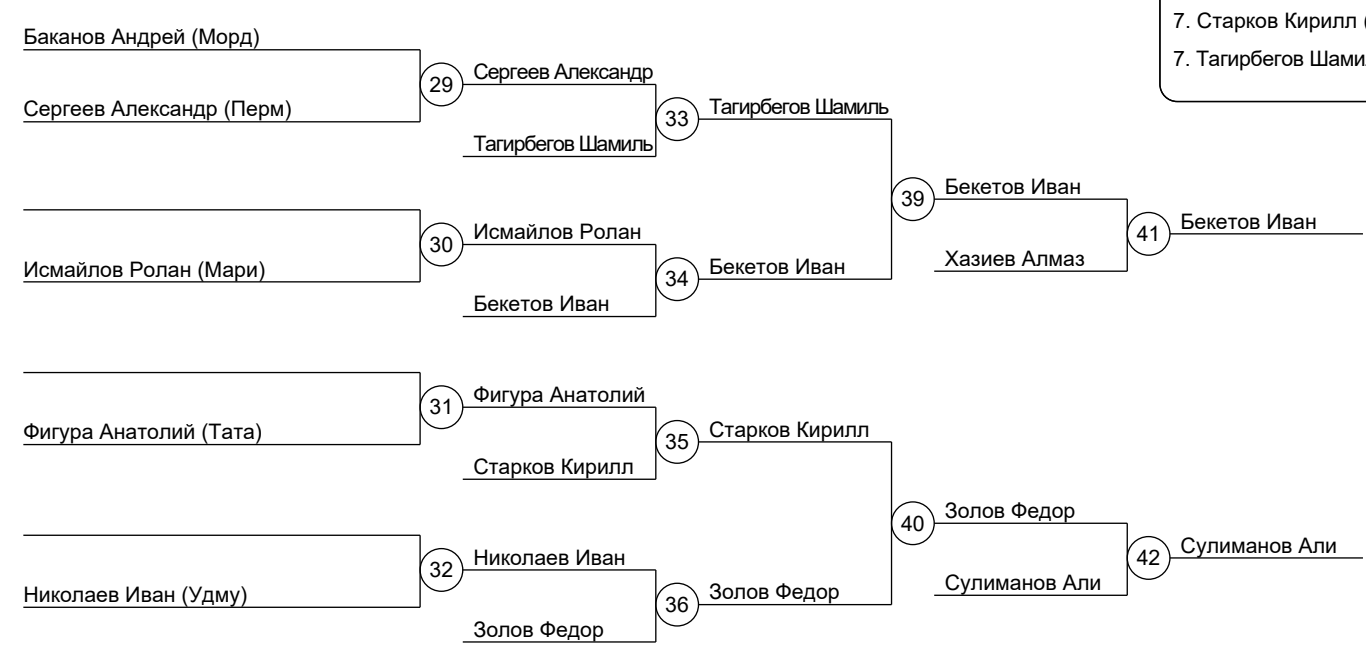 7. Старков Кирилл (
7. Тагирбегов
Баканов Андрей (Морд)
29
Сергеев Александр
Сергеев Александр (Перм)
33
Тагирбегов Шамиль
Тагирбегов Шамиль
39
Бекетов Иван
30
Исмайлов Ролан
41
Бекетов Иван
Исмайлов Ролан (Мари)
34
Бекетов Иван
Хазиев Алмаз
Бекетов Иван
31
Фигура Анатолий
Фигура Анатолий (Тата)
35
Старков Кирилл
Старков Кирилл
40
Золов Федор
32
Николаев Иван
42
Сулиманов Али
Николаев Иван (Удму)
36
Золов Федор
Сулиманов Али
Золов Федор